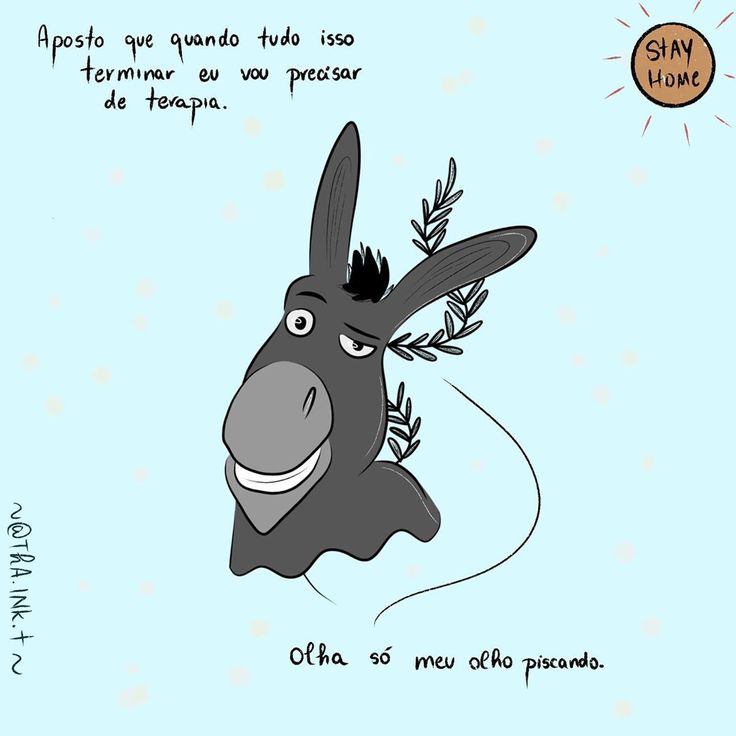 Aposto que quando tudo isso
terminar eu vou precisar
de terapia.
STAY
HOME
Olha só meu olho piscando.
~@ThA.INK.t~